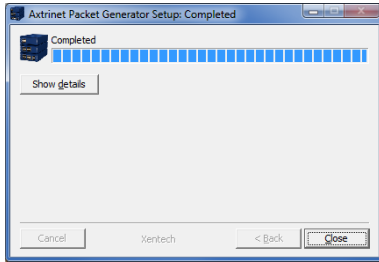 Axtrinet Packet Generator Setup: Completed
Completed
Show details
Cancel
Xentech
< Back
Close